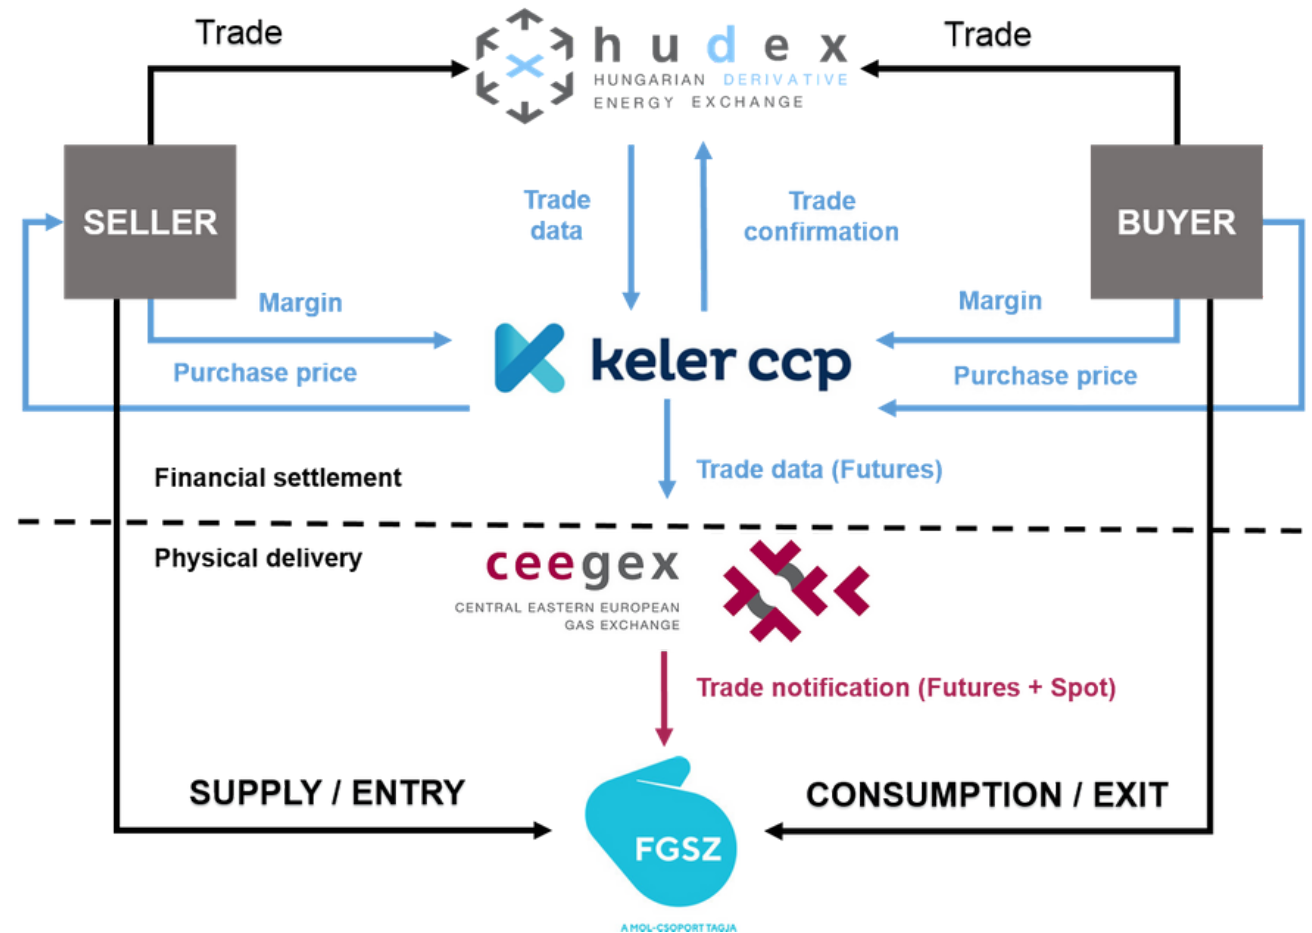 Trade
hudex
Trade
HUNGARIAN DERIVATIVE
ENERGY EXCHANGE
SELLER
Trade
data
Trade
confirmation
BUYER
Margin
Margin
keler ccp
Purchase price
Purchase price
Financial settlement
Trade data (Futures)
Physical delivery
ceegex
CENTRAL EASTERN EUROPEAN
GAS EXCHANGE
Trade notification (Futures + Spot)
SUPPLY / ENTRY
CONSUMPTION / EXIT
FGSZ
A MOL-CSOPORT TAGJA